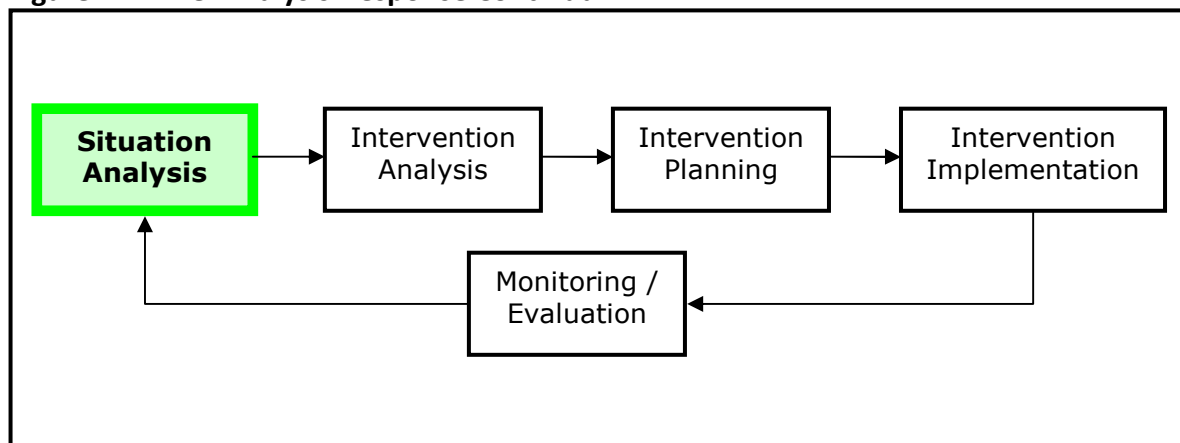 Situation
Analysis
Intervention
Analysis
Intervention
Planning
Intervention
Implementation
Monitoring /
Evaluation